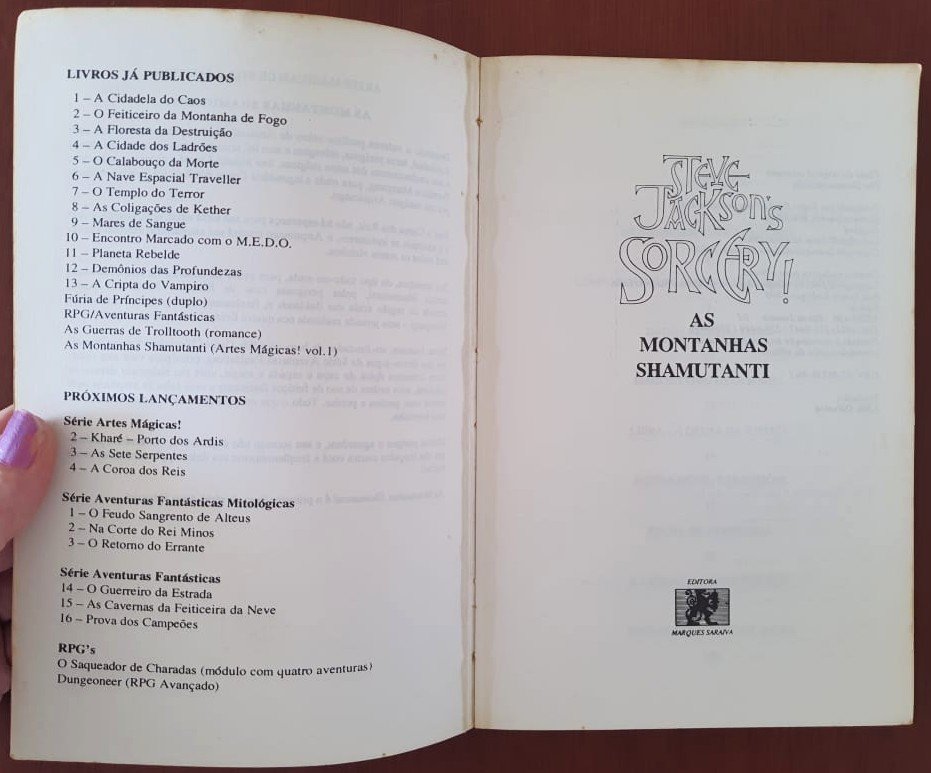 LIVROS JÁ PUBLICADOS
1 – A Cidadela do Caos
2 – O Feiticeiro da Montanha de Fogo
3 – A Floresta da Destruição
4 – A Cidade dos Ladrões
5 – O Calabouço da Morte
6 – A Nave Espacial Traveller
7 – O Templo do Terror
8 – As Coligações de Kether
9 – Mares de Sangue
10 – Encontro Marcado com o M.E.D.O.
11 – Planeta Rebelde
12 – Demônios das Profundezas
13 – A Cripta do Vampiro
Fúria de Príncipes (duplo)
RPG/Aventuras Fantásticas
As Guerras de Trolltooth (romance)
As Montanhas Shamutanti (Artes Mágicas! vol.1)
PRÓXIMOS LANÇAMENTOS
Série Artes Mágicas!
2 – Kharé – Porto dos Ardis
3 – As Sete Serpentes
4 – A Coroa dos Reis
Série Aventuras Fantásticas Mitológicas
1 – O Feudo Sangrento de Alteus
2 – Na Corte do Rei Minos
3 – O Retorno do Errante
Série Aventuras Fantásticas
14 – O Guerreiro da Estrada
15 – As Cavernas da Feiticeira da Neve
16 – Prova dos Campeões
RPG's
O Saqueador de Charadas (módulo com quatro aventuras)
Dungeoneer (RPG Avançado)
STEVE
JACKSON'S
SORCERY!
AS
MONTANHAS
SHAMUTANTI
EDITORA
MARQUES SARAIVA